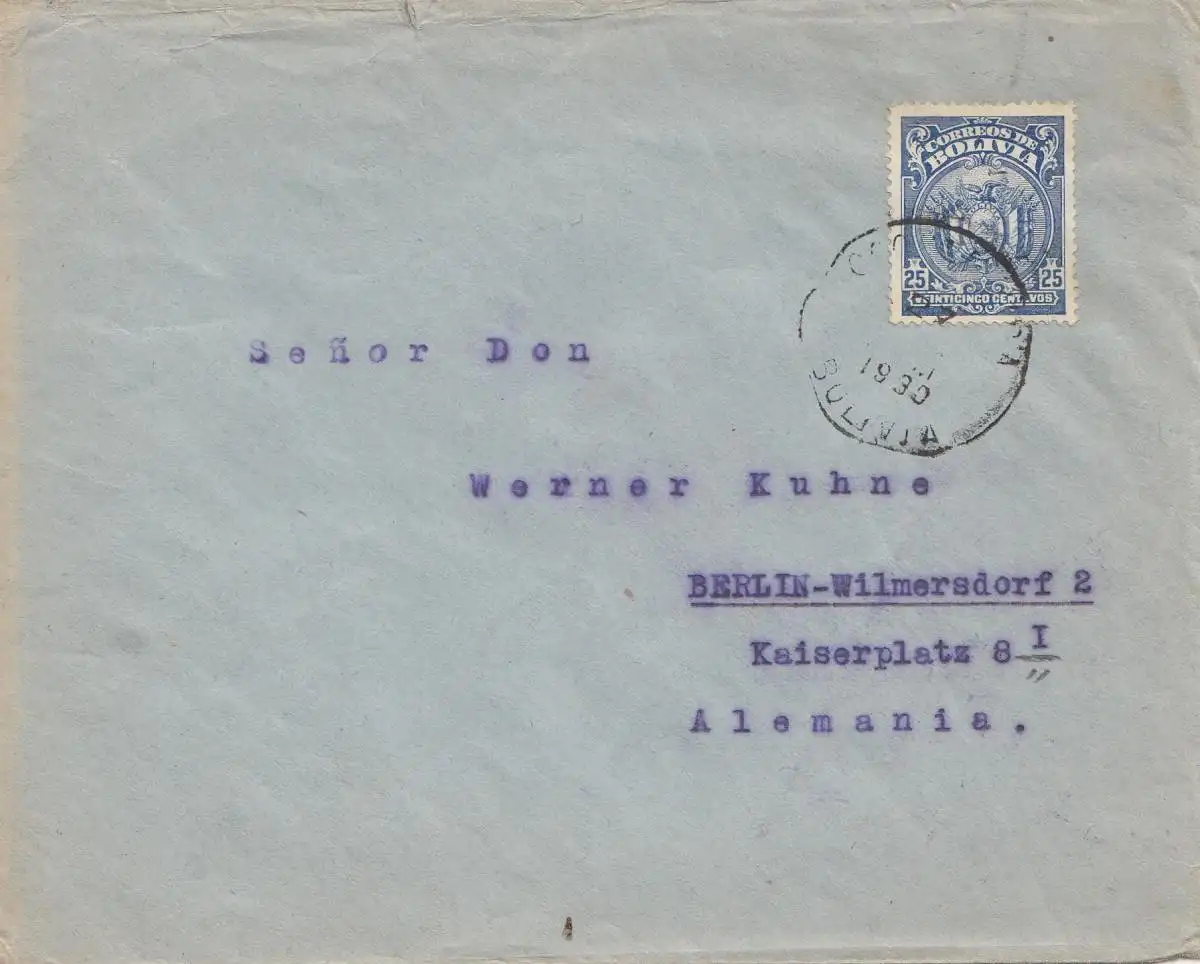 CORREOS DE
BOLIVIA
25 25
VEINTICINCO CENTAVOS
1930
BOLIVIA
Señor Don
Werner Kuhne
BERLIN-Wilmersdorf 2
Kaiserplatz 8 I
Alemania.